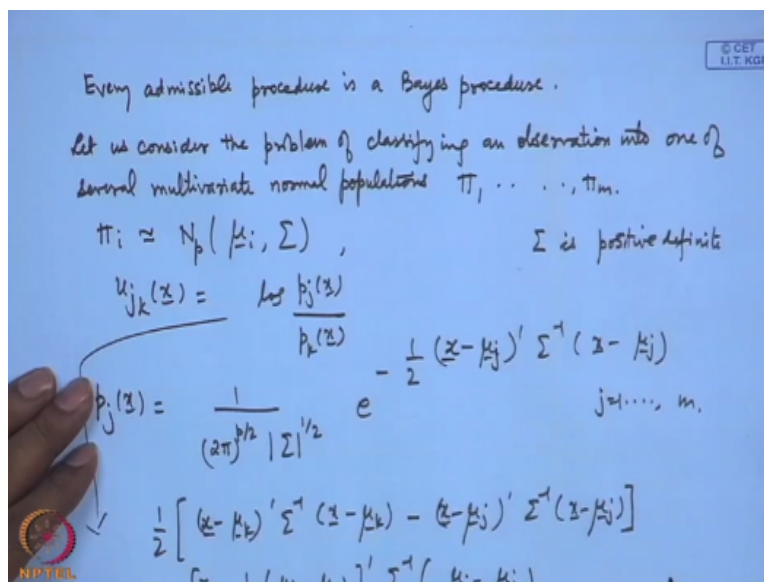 © CET
I.I.T. KGP
Every admissible procedure is a Bayes procedure.
Let us consider the problem of classifying an observation into one of
several multivariate normal populations π₁, ....., πₘ.
πᵢ ≃ Nₚ(μᵢ, Σ), Σ is positive definite
uⱼₖ(x) = log pⱼ(x) / pₖ(x)
pⱼ(x) = 1 / ((2π)^(p/2) |Σ|^(1/2)) e^(-1/2 (x-μⱼ)' Σ⁻¹ (x-μⱼ)) j=1...., m.
1/2 [(x-μₖ)' Σ⁻¹ (x-μₖ) - (x-μⱼ)' Σ⁻¹ (x-μⱼ)]
NPTEL